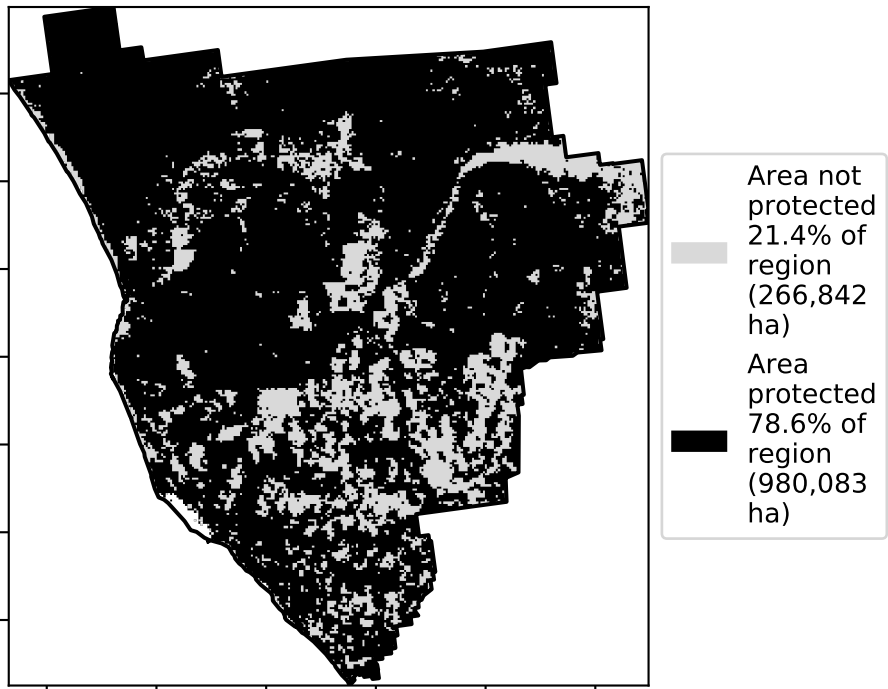 Area not
protected
21.4% of
region
(266,842
ha)
Area
protected
78.6% of
region
(980,083
ha)